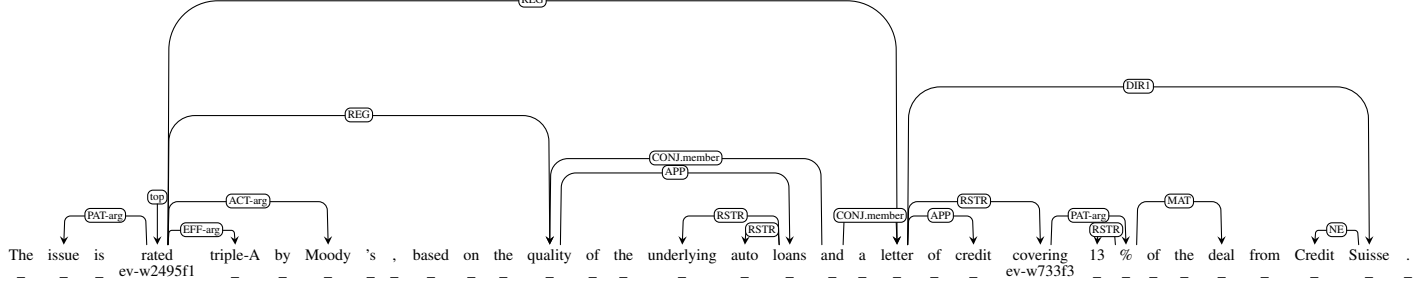 REG
DIR1
REG
CONJ.member
APP
top
ACT-arg
RSTR
MAT
PAT-arg
RSTR
CONJ.member
APP
PAT-arg
EFF-arg
RSTR
RSTR
NE
The issue is rated triple-A by Moody 's , based on the quality of the underlying auto loans and a letter of credit covering 13 % of the deal from Credit Suisse .
_ _ _ ev-w2495f1 _ _ _ _ _ _ _ _ _ _ _ _ _ _ _ _ _ _ _ _ ev-w733f3 _ _ _ _ _ _ _ _ _